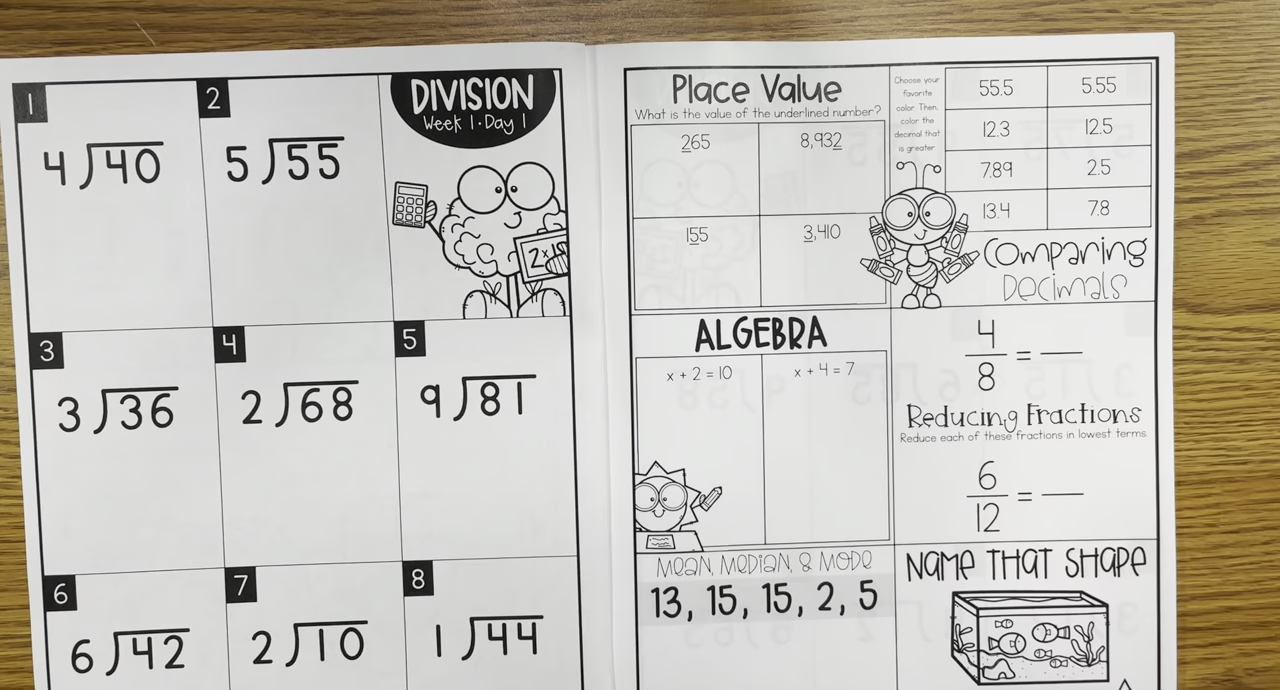 1
4)40
2
5)55
DIVISION
Week 1 • Day 1
2×
3
3)36
4
2)68
5
9)81
6
6)42
7
2)10
8
1)44
Place Value
What is the value of the underlined number?
265
8,932
155
3,410
Choose your
favorite
color. Then,
color the
decimal that
is greater
55.5 5.55
12.3 12.5
7.89 2.5
13.4 7.8
Comparing
Decimals
ALGEBRA
x + 2 = 10
x + 4 = 7
4/8 = __
Reducing Fractions
Reduce each of these fractions in lowest terms.
6/12 = __
Mean, Median, & Mode
13, 15, 15, 2, 5
Name That Shape